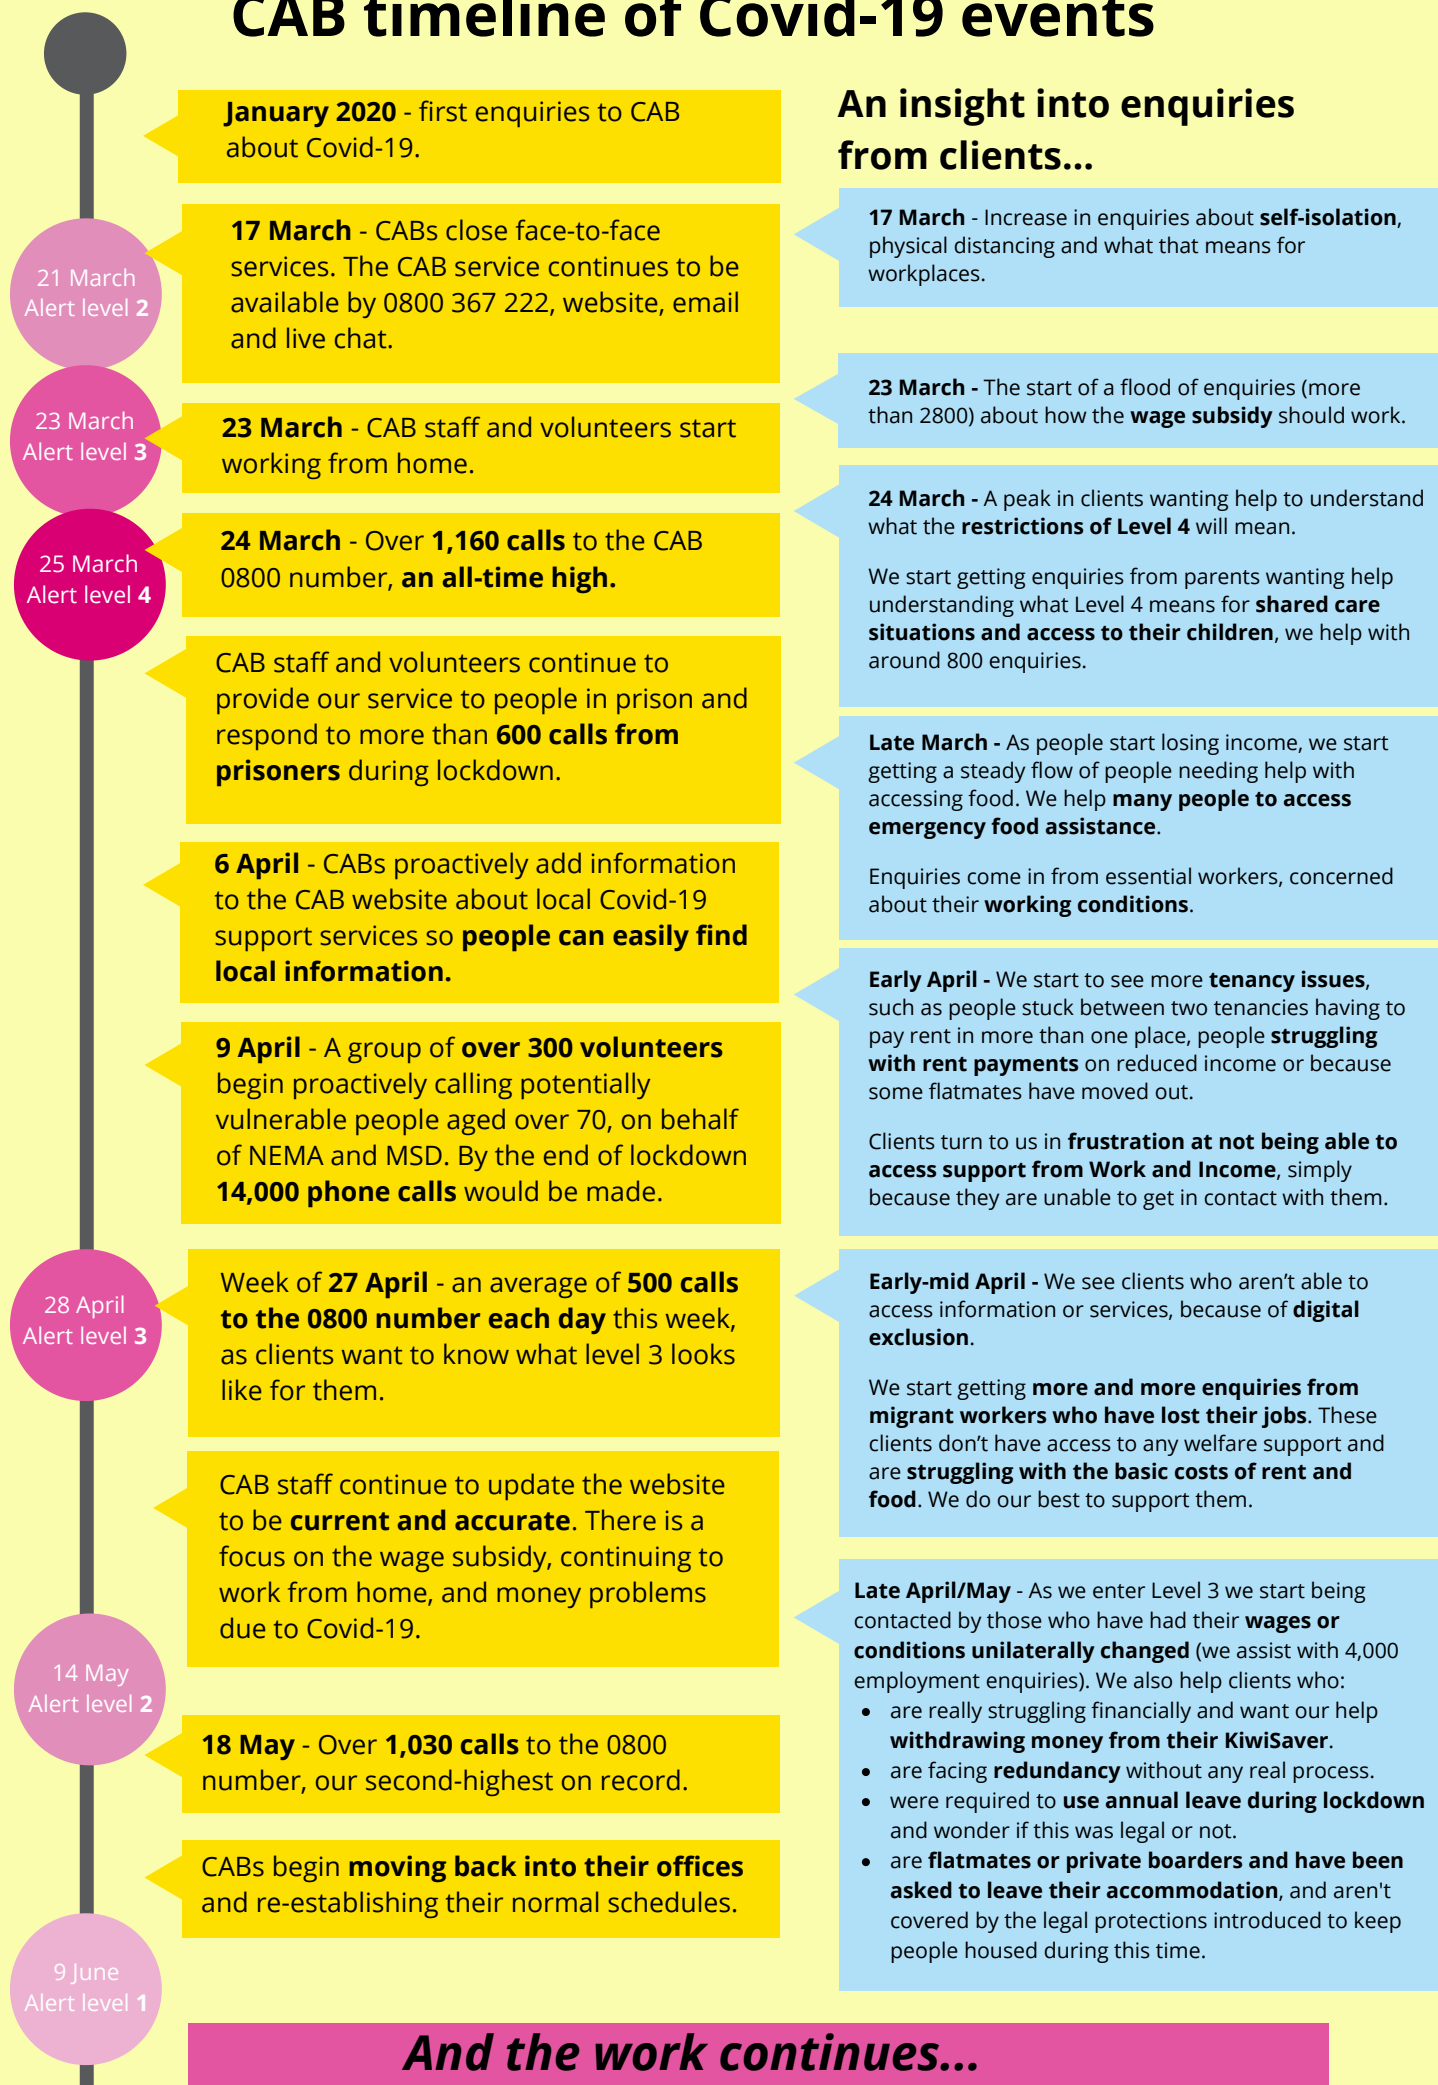 CAB timeline of Covid-19 events
January 2020 - first enquiries to CAB
about Covid-19.
21 March
Alert level 2
17 March - CABs close face-to-face
services. The CAB service continues to be
available by 0800 367 222, website, email
and live chat.
23 March
Alert level 3
23 March - CAB staff and volunteers start
working from home.
25 March
Alert level 4
24 March - Over 1,160 calls to the CAB
0800 number, an all-time high.
CAB staff and volunteers continue to
provide our service to people in prison and
respond to more than 600 calls from
prisoners during lockdown.
6 April - CABs proactively add information
to the CAB website about local Covid-19
support services so people can easily find
local information.
9 April - A group of over 300 volunteers
begin proactively calling potentially
vulnerable people aged over 70, on behalf
of NEMA and MSD. By the end of lockdown
14,000 phone calls would be made.
28 April
Alert level 3
Week of 27 April - an average of 500 calls
to the 0800 number each day this week,
as clients want to know what level 3 looks
like for them.
CAB staff continue to update the website
to be current and accurate. There is a
focus on the wage subsidy, continuing to
work from home, and money problems
due to Covid-19.
14 May
Alert level 2
18 May - Over 1,030 calls to the 0800
number, our second-highest on record.
CABs begin moving back into their offices
and re-establishing their normal schedules.
9 June
Alert level 1
An insight into enquiries
from clients...
17 March - Increase in enquiries about self-isolation,
physical distancing and what that means for
workplaces.
23 March - The start of a flood of enquiries (more
than 2800) about how the wage subsidy should work.
24 March - A peak in clients wanting help to understand
what the restrictions of Level 4 will mean.
We start getting enquiries from parents wanting help
understanding what Level 4 means for shared care
situations and access to their children, we help with
around 800 enquiries.
Late March - As people start losing income, we start
getting a steady flow of people needing help with
accessing food. We help many people to access
emergency food assistance.
Enquiries come in from essential workers, concerned
about their working conditions.
Early April - We start to see more tenancy issues,
such as people stuck between two tenancies having to
pay rent in more than one place, people struggling
with rent payments on reduced income or because
some flatmates have moved out.
Clients turn to us in frustration at not being able to
access support from Work and Income, simply
because they are unable to get in contact with them.
Early-mid April - We see clients who aren’t able to
access information or services, because of digital
exclusion.
We start getting more and more enquiries from
migrant workers who have lost their jobs. These
clients don’t have access to any welfare support and
are struggling with the basic costs of rent and
food. We do our best to support them.
Late April/May - As we enter Level 3 we start being
contacted by those who have had their wages or
conditions unilaterally changed (we assist with 4,000
employment enquiries). We also help clients who:
• are really struggling financially and want our help
withdrawing money from their KiwiSaver.
• are facing redundancy without any real process.
• were required to use annual leave during lockdown
and wonder if this was legal or not.
• are flatmates or private boarders and have been
asked to leave their accommodation, and aren't
covered by the legal protections introduced to keep
people housed during this time.
And the work continues...